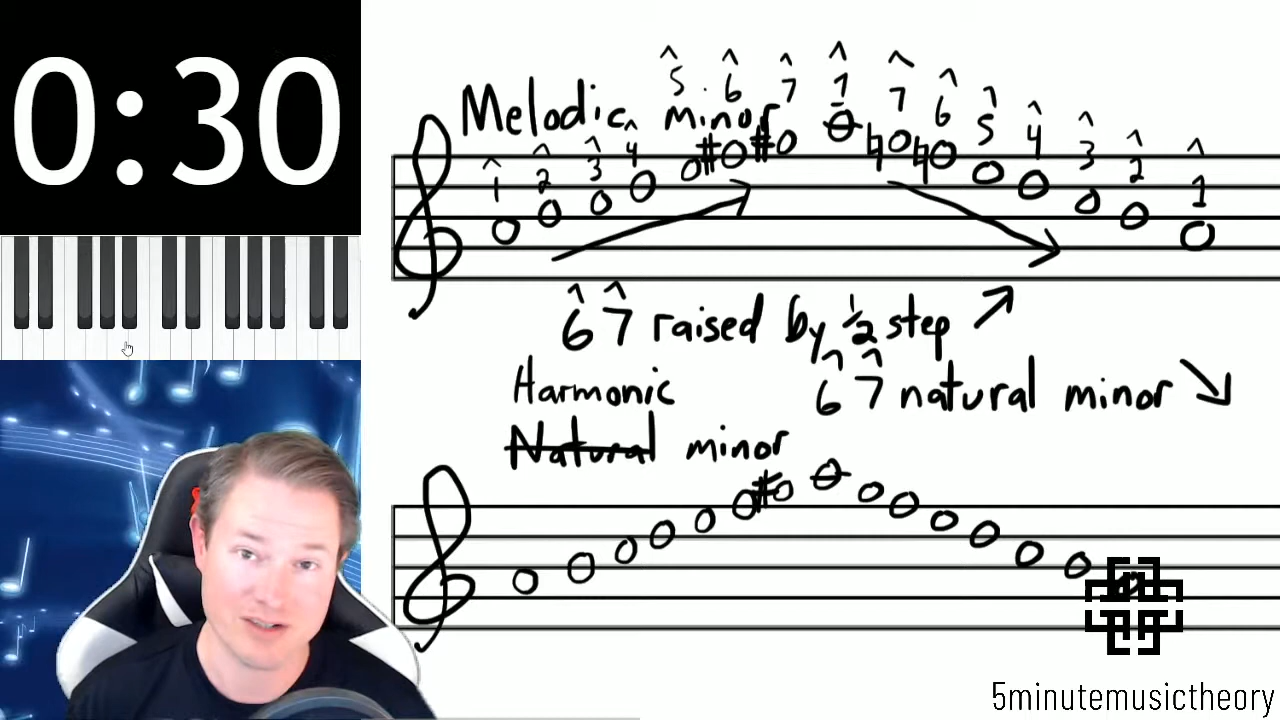 0:30
5 6 7 1 7 6 5 4 3 2 1
Melodic minor
1 2 3 4
6 7 raised by 1/2 step
6 7 natural minor
Harmonic
Natural minor
5minutemusictheory